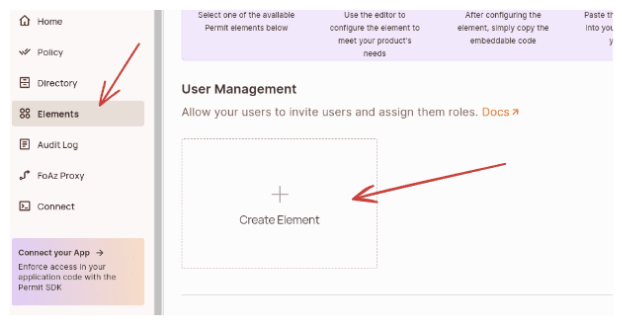 Home
Policy
Directory
Elements
Audit Log
FoAz Proxy
Connect
Connect your App →
Enforce access in your
application code with the
Permit SDK
Select one of the available
Permit elements below
Use the editor to
configure the element to
meet your product's
needs
After configuring the
element, simply copy the
embeddable code
Paste th
into you
y
User Management
Allow your users to invite users and assign them roles. Docs ↗
Create Element